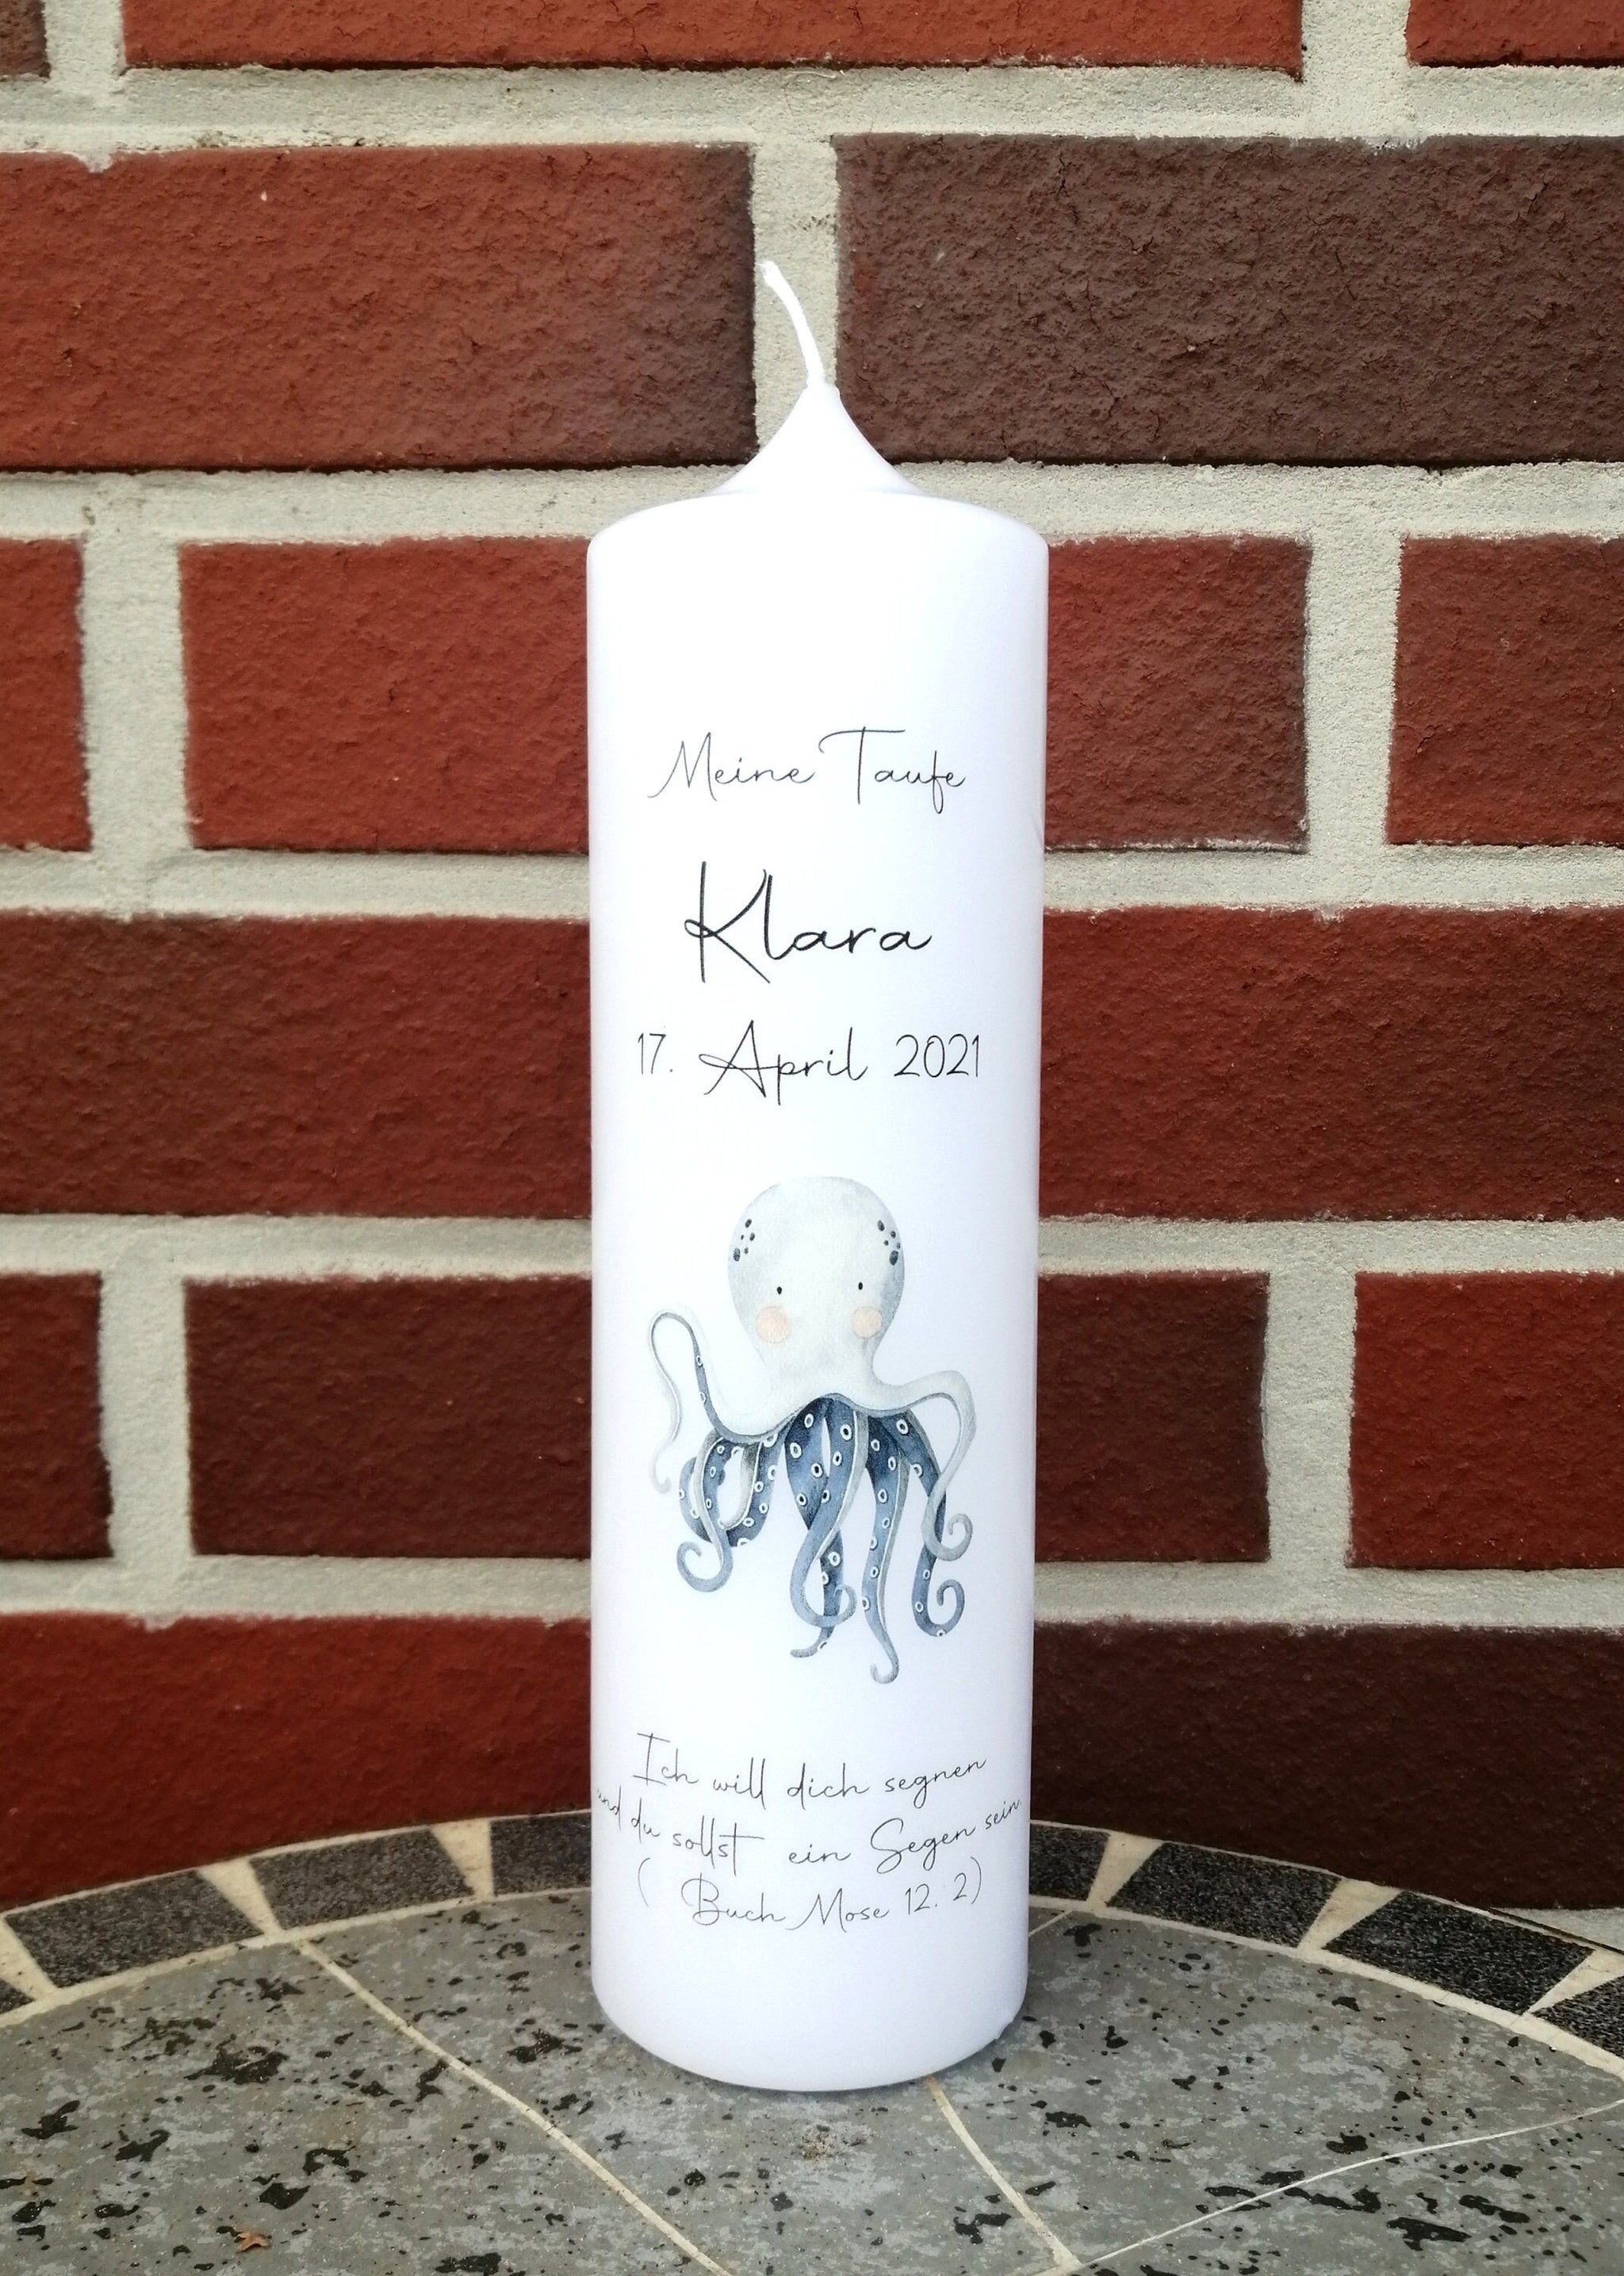 Meine Taufe
Klara
17. April 2021
Ich will dich segnen
und du sollst ein Segen sein.
( Buch Mose 12. 2)